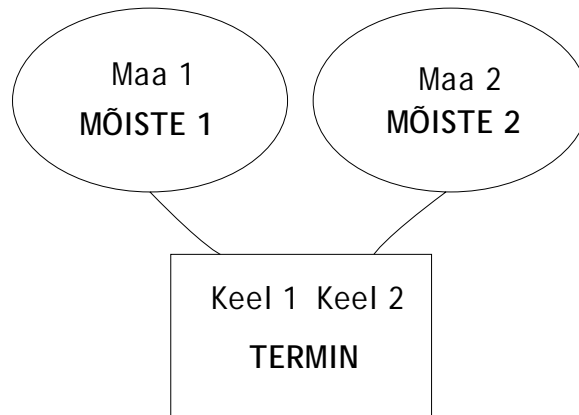 Maa 1
MÕISTE 1
Maa 2
MÕISTE 2
Keel 1 Keel 2
TERMIN